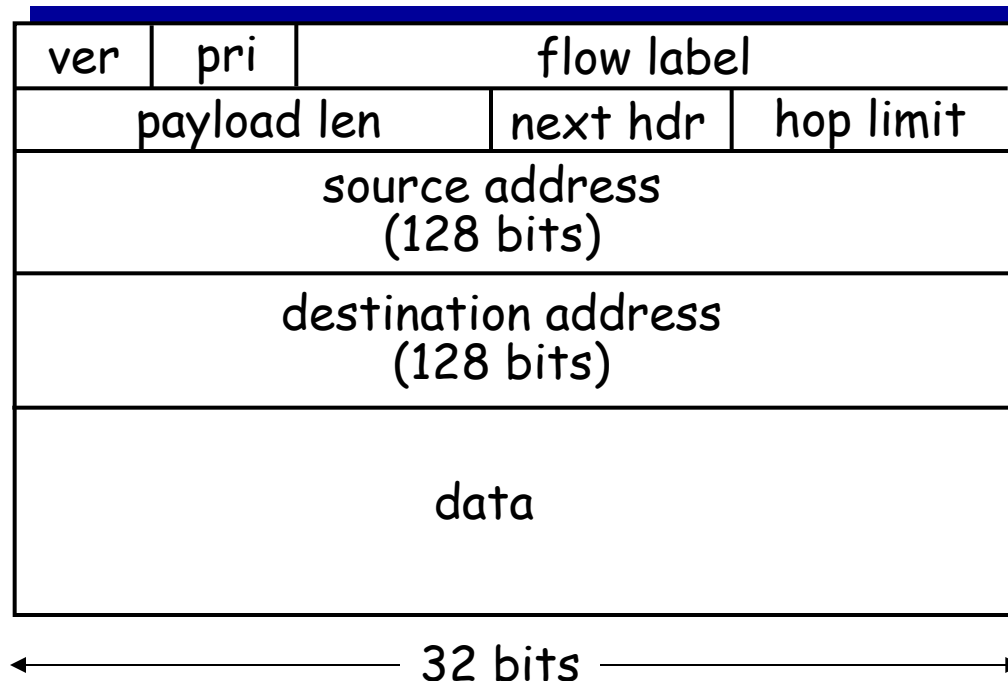 ver pri flow label
payload len next hdr hop limit
source address
(128 bits)
destination address
(128 bits)
data
32 bits